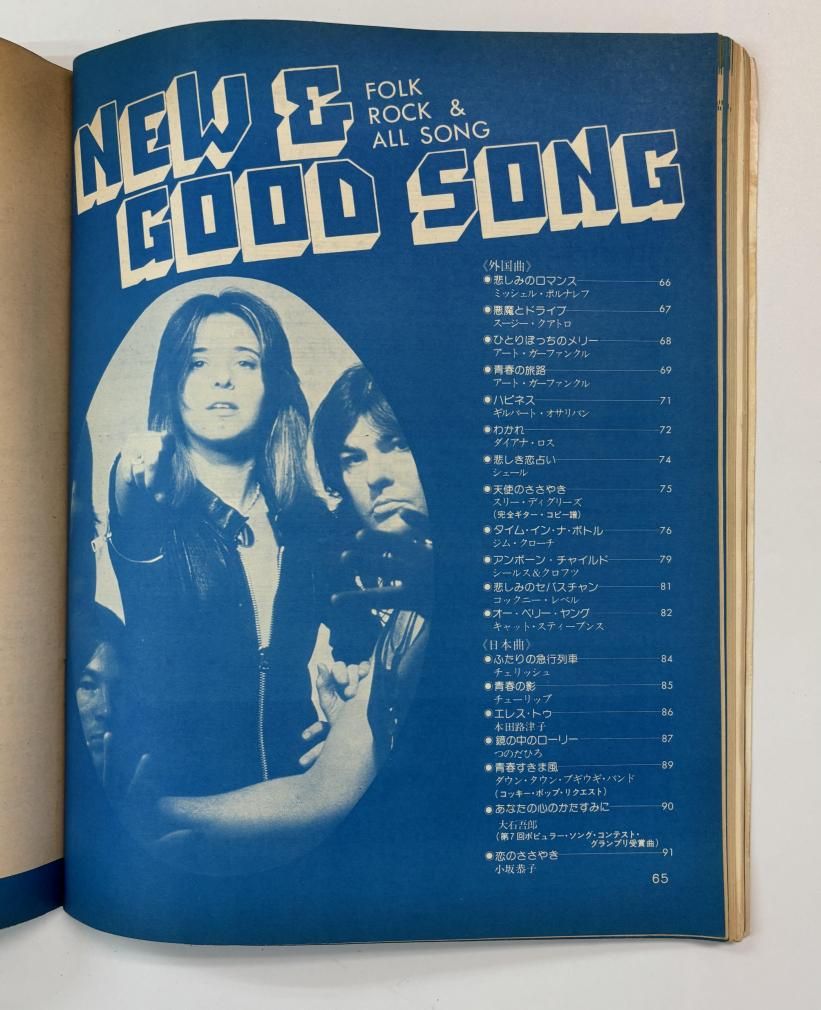 NEW &
FOLK
ROCK &
ALL SONG
GOOD SONG
《外国曲》
●悲しみのロマンス 66
ミッシェル・ポルナレフ
●悪魔とドライブ 67
スージー・クアトロ
●ひとりぼっちのメリー 68
アート・ガーファンクル
●青春の旅路 69
アート・ガーファンクル
●ハピネス 71
ギルバート・オサリバン
●わかれ 72
ダイアナ・ロス
●悲しき恋占い 74
シェール
●天使のささやき 75
スリー・ディグリーズ
(完全ギター・コピー譜)
●タイム・イン・ナ・ボトル 76
ジム・クローチ
●アンボーン・チャイルド 79
シールス&クロフツ
●悲しみのセバスチャン 81
コックニー・レベル
●オー・ベリー・ヤング 82
キャット・スティーブンス
《日本曲》
●ふたりの急行列車 84
チェリッシュ
●青春の影 85
チューリップ
●エレス・トゥ 86
本田路津子
●鏡の中のローリー 87
つのだひろ
●青春すきま風 89
ダウン・タウン・ブギウギ・バンド
(コッキー・ポップ・リクエスト)
●あなたの心のかたすみに 90
大石吾郎
(第7回ポピュラー・ソング・コンテスト・
グランプリ受賞曲)
●恋のささやき 91
小坂恭子
65